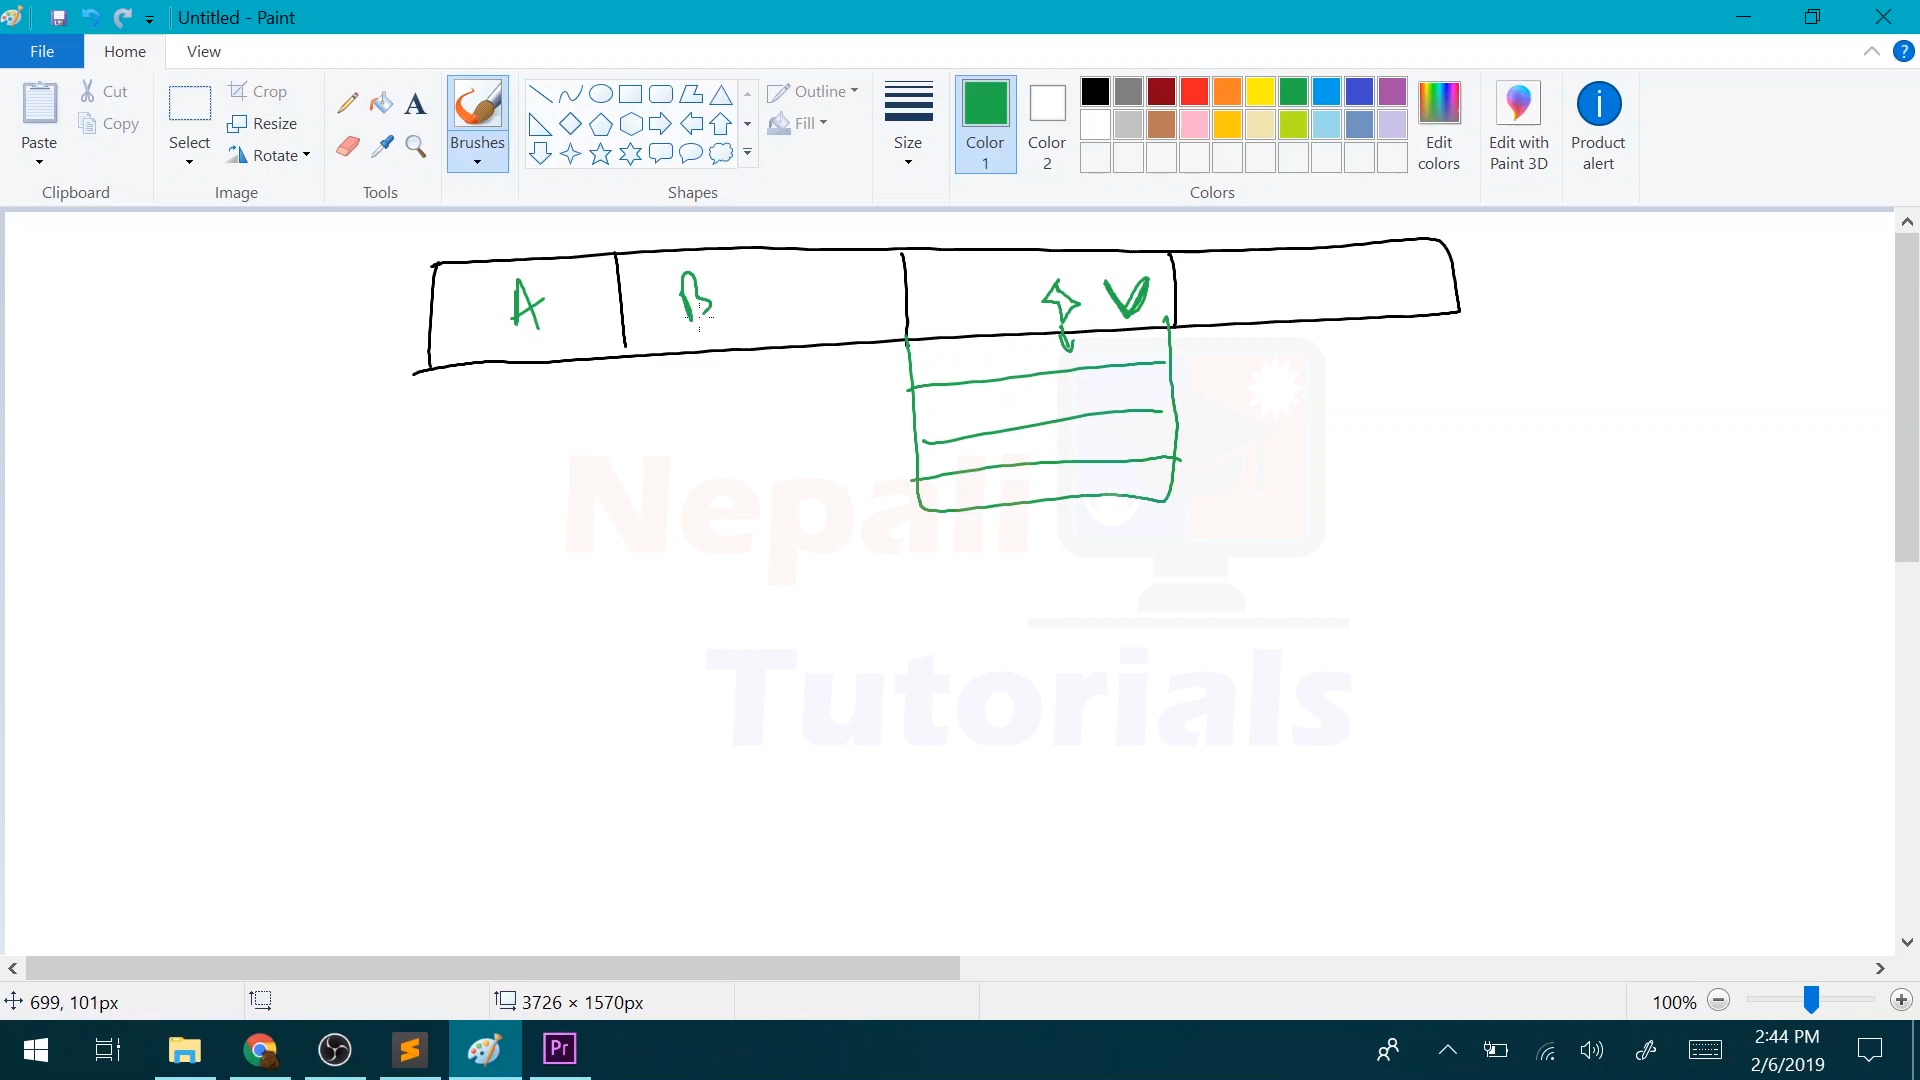 Untitled - Paint
File Home View
Paste
Cut
Copy
Clipboard
Select
Crop
Resize
Rotate
Image
A
Tools
Brushes
Shapes
Outline
Fill
Size
Color 1
Color 2
Colors
Edit colors
Edit with Paint 3D
i
Product alert
?
A B
Nepali
Tutorials
699, 101px
3726 × 1570px
100%
Pr
2:44 PM
2/6/2019